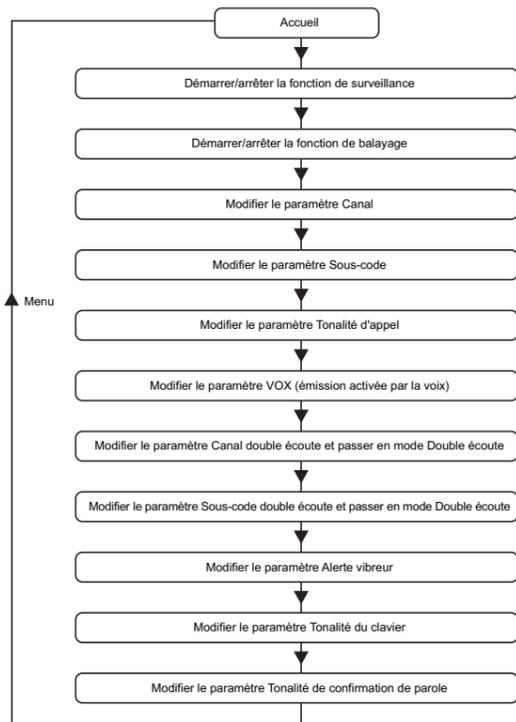 Accueil
Démarrer/arrêter la fonction de surveillance
Démarrer/arrêter la fonction de balayage
Modifier le paramètre Canal
Modifier le paramètre Sous-code
Menu
Modifier le paramètre Tonalité d'appel
Modifier le paramètre VOX (émission activée par la voix)
Modifier le paramètre Canal double écoute et passer en mode Double écoute
Modifier le paramètre Sous-code double écoute et passer en mode Double écoute
Modifier le paramètre Alerte vibreur
Modifier le paramètre Tonalité du clavier
Modifier le paramètre Tonalité de confirmation de parole